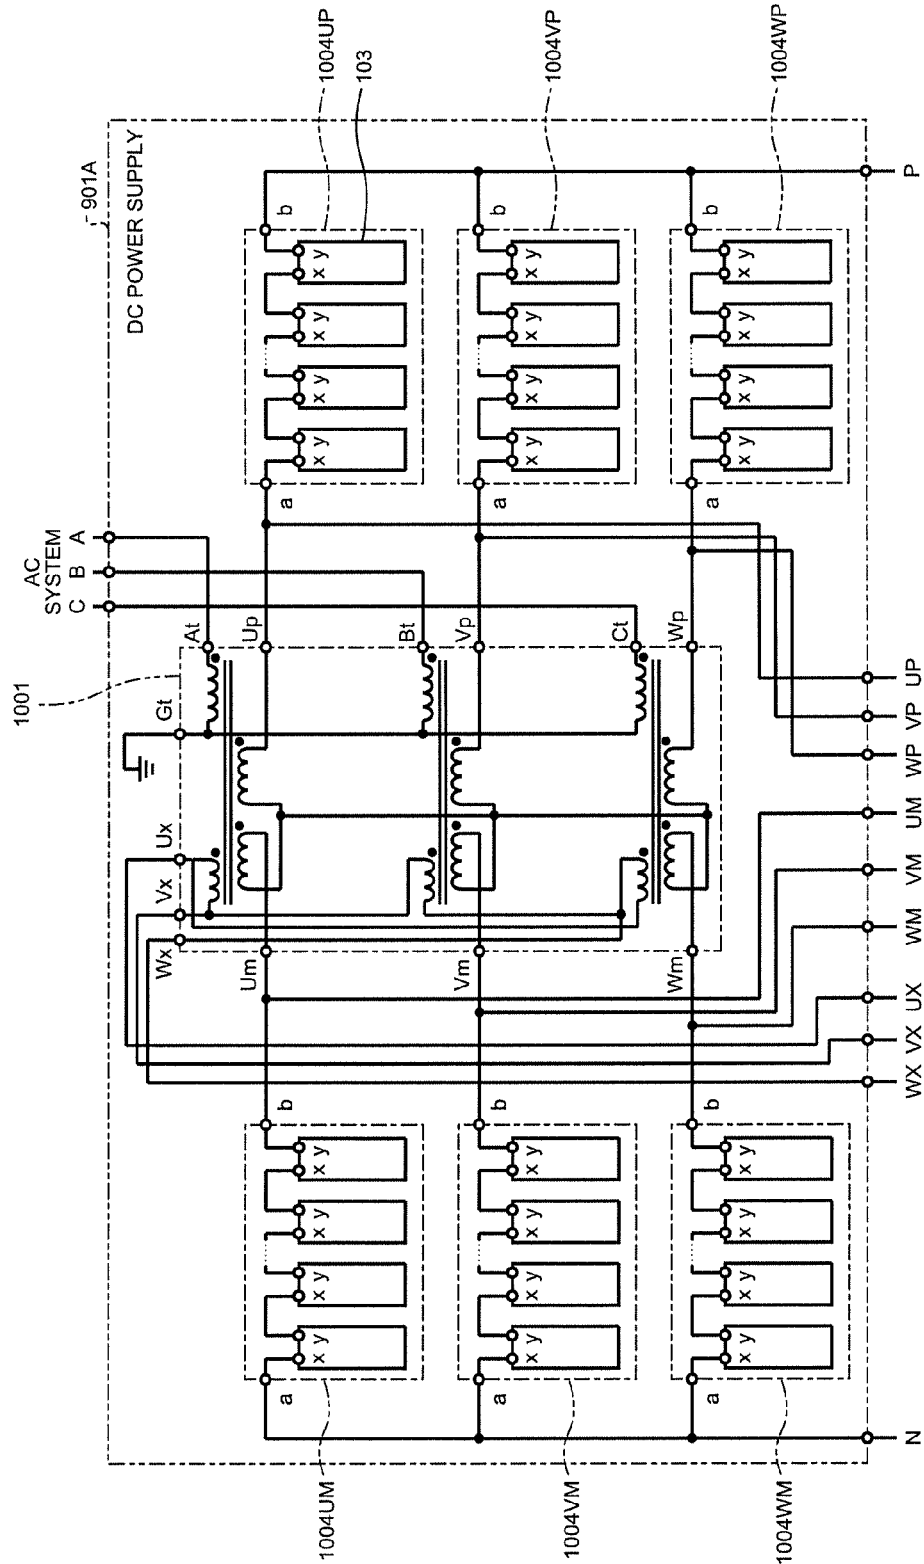 901A
DC POWER SUPPLY
1004UP
103
1004VP
1004WP
b
x y
x y
x y
x y
a
b
x y
x y
x y
x y
a
b
x y
x y
x y
x y
a
P
AC
SYSTEM
A
B
C
1001
At
Up
Bt
Vp
Ct
Wp
Gt
Ux
Vx
Wx
Um
Vm
Wm
UP
VP
WP
UM
VM
WM
UX
VX
WX
b
x y
x y
x y
x y
a
b
x y
x y
x y
x y
a
b
x y
x y
x y
x y
a
N
1004UM
1004VM
1004WM